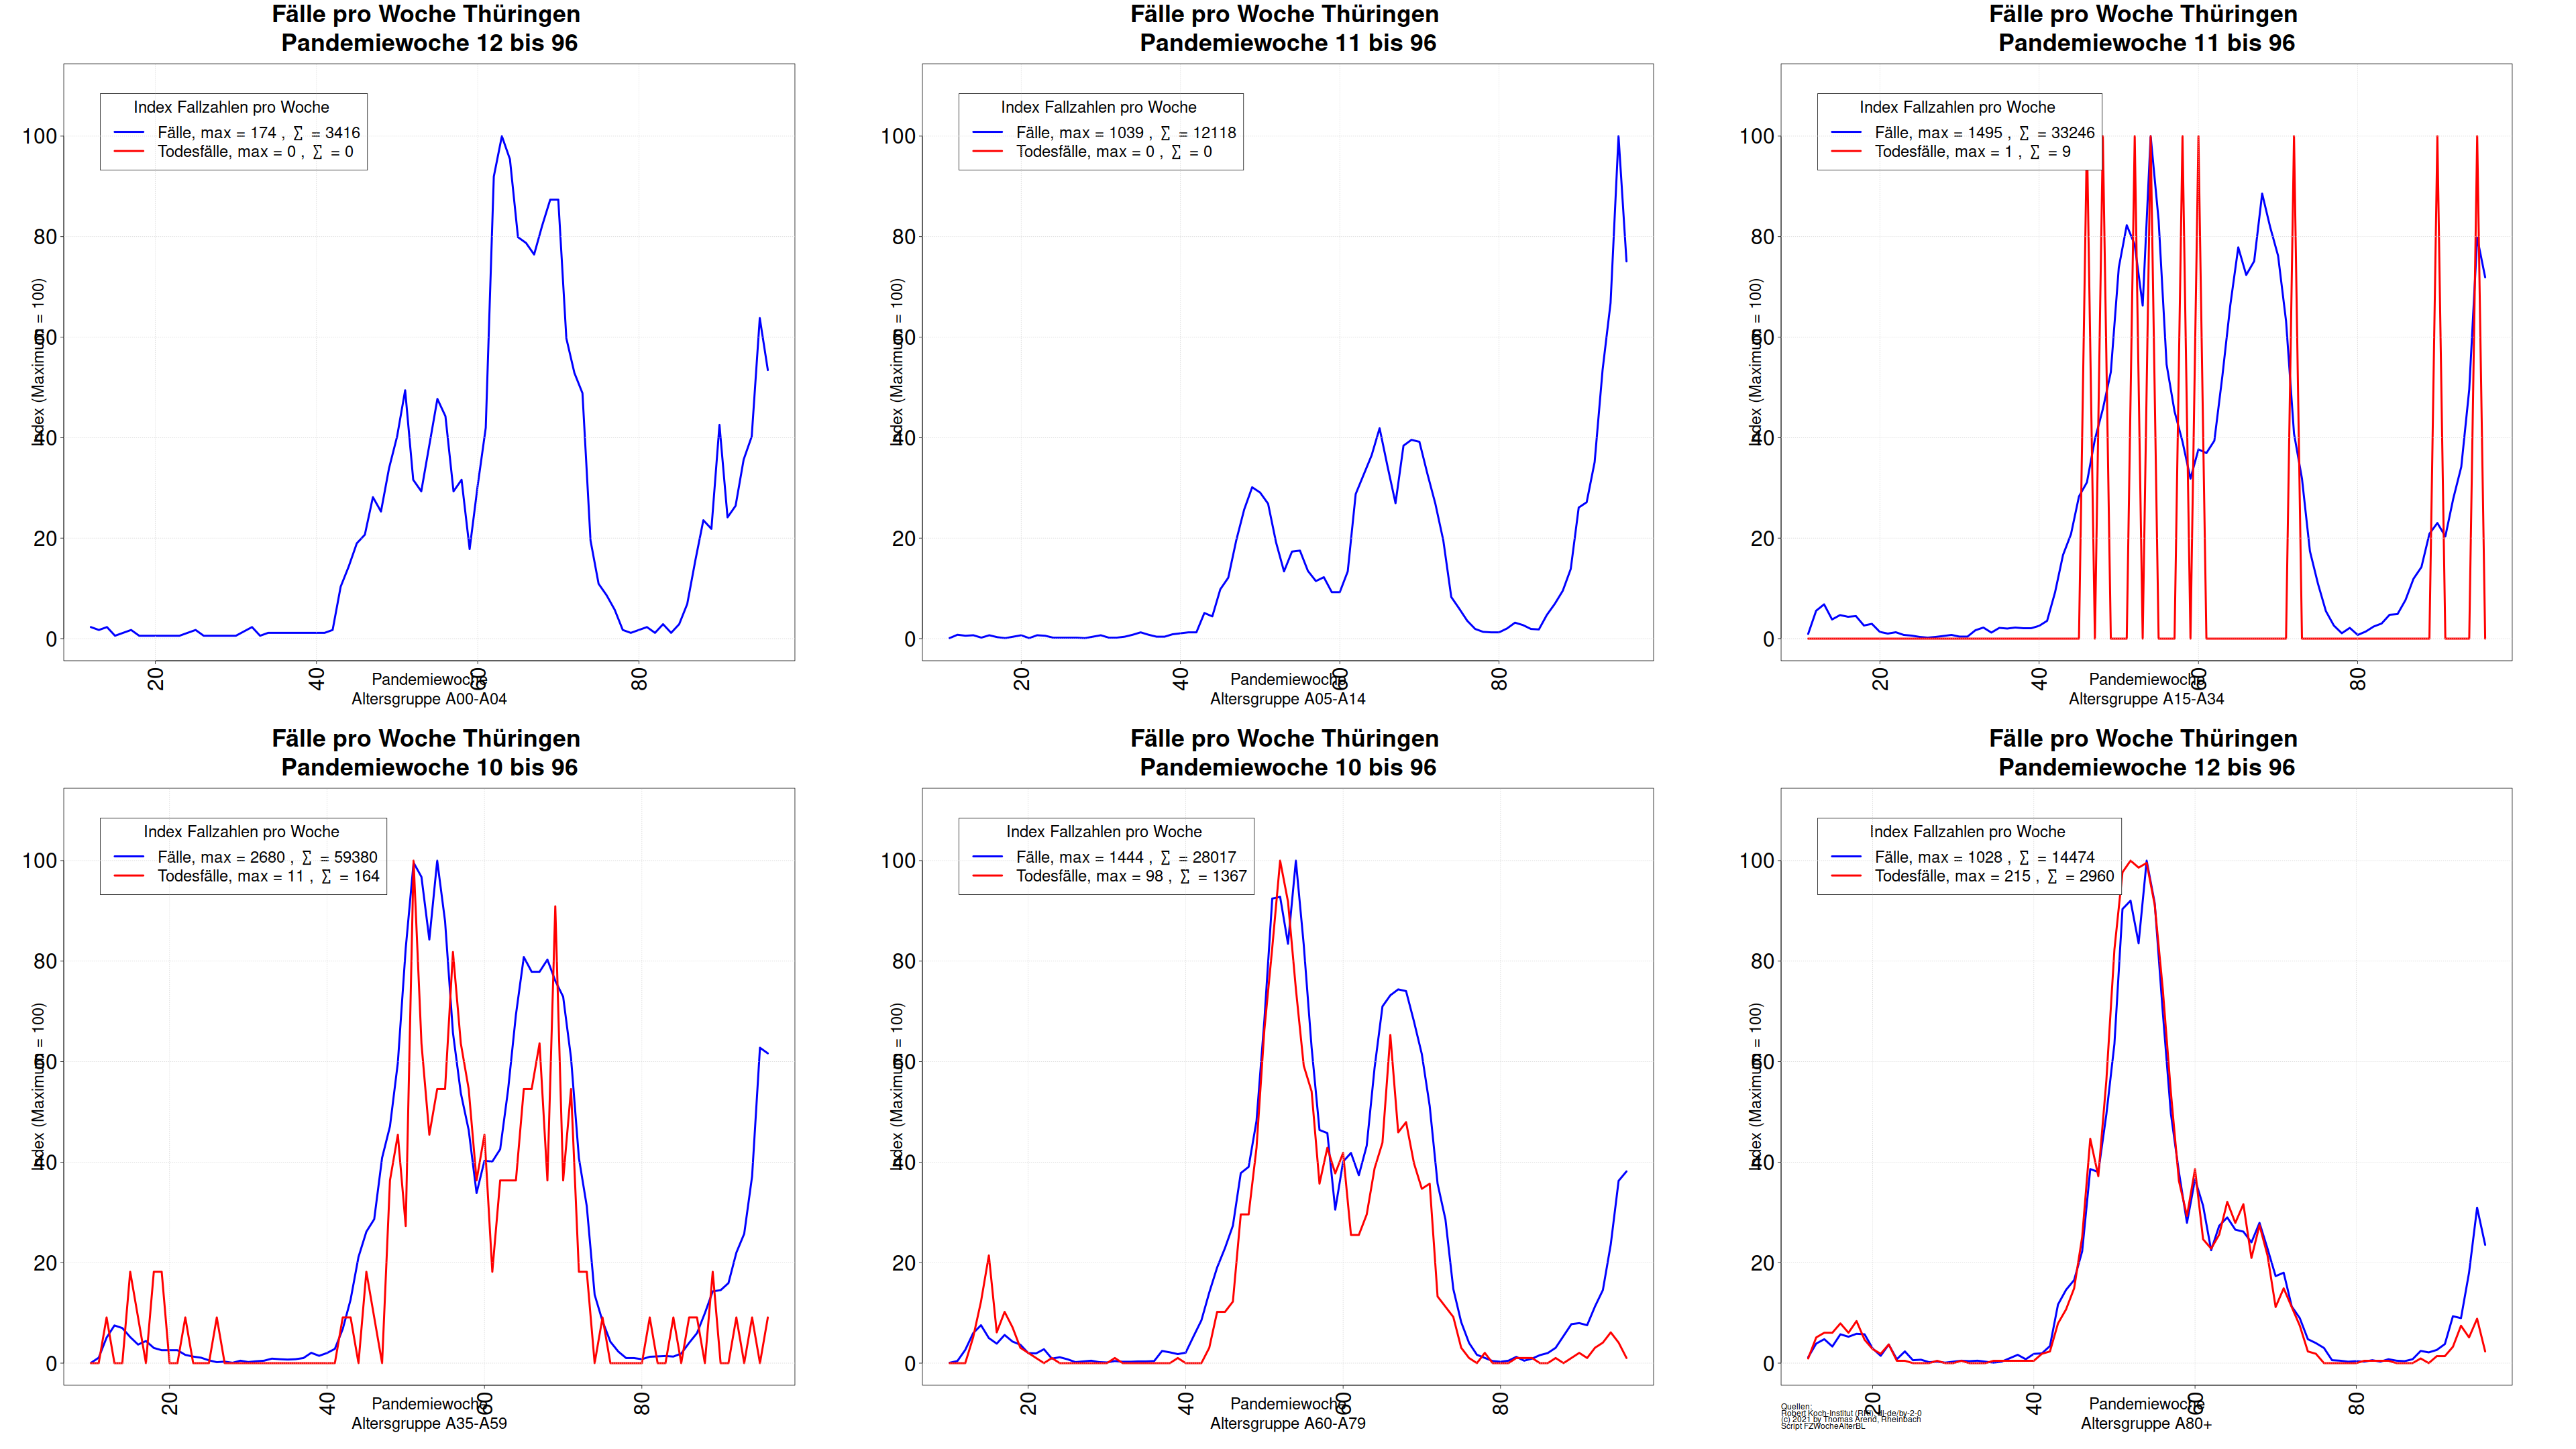 Fälle pro Woche Thüringen
Pandemiewoche 12 bis 96
Index Fallzahlen pro Woche
Fälle, max = 174 , ∑ = 3416
Todesfälle, max = 0 , ∑ = 0
Index (Maximum = 100)
100
80
60
40
20
0
20
40
60
80
Pandemiewoche
Altersgruppe A00-A04
Fälle pro Woche Thüringen
Pandemiewoche 11 bis 96
Index Fallzahlen pro Woche
Fälle, max = 1039 , ∑ = 12118
Todesfälle, max = 0 , ∑ = 0
Index (Maximum = 100)
100
80
60
40
20
0
20
40
60
80
Pandemiewoche
Altersgruppe A05-A14
Fälle pro Woche Thüringen
Pandemiewoche 11 bis 96
Index Fallzahlen pro Woche
Fälle, max = 1495 , ∑ = 33246
Todesfälle, max = 1 , ∑ = 9
Index (Maximum = 100)
100
80
60
40
20
0
20
40
60
80
Pandemiewoche
Altersgruppe A15-A34
Fälle pro Woche Thüringen
Pandemiewoche 10 bis 96
Index Fallzahlen pro Woche
Fälle, max = 2680 , ∑ = 59380
Todesfälle, max = 11 , ∑ = 164
Index (Maximum = 100)
100
80
60
40
20
0
20
40
60
80
Pandemiewoche
Altersgruppe A35-A59
Fälle pro Woche Thüringen
Pandemiewoche 10 bis 96
Index Fallzahlen pro Woche
Fälle, max = 1444 , ∑ = 28017
Todesfälle, max = 98 , ∑ = 1367
Index (Maximum = 100)
100
80
60
40
20
0
20
40
60
80
Pandemiewoche
Altersgruppe A60-A79
Fälle pro Woche Thüringen
Pandemiewoche 12 bis 96
Index Fallzahlen pro Woche
Fälle, max = 1028 , ∑ = 14474
Todesfälle, max = 215 , ∑ = 2960
Index (Maximum = 100)
100
80
60
40
20
0
20
40
60
80
Pandemiewoche
Altersgruppe A80+
Quellen:
Robert Koch-Institut
(c) 2021 by Thomas Arend, Rheinbach
Script FZWocheAlterBL